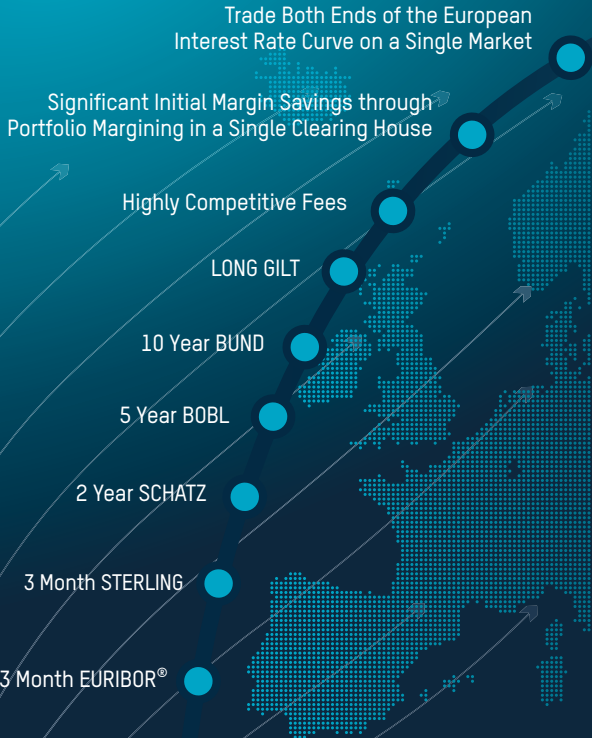 Trade Both Ends of the European
Interest Rate Curve on a Single Market
Significant Initial Margin Savings through
Portfolio Margining in a Single Clearing House
Highly Competitive Fees
LONG GILT
10 Year BUND
5 Year BOBL
2 Year SCHATZ
3 Month STERLING
3 Month EURIBOR®